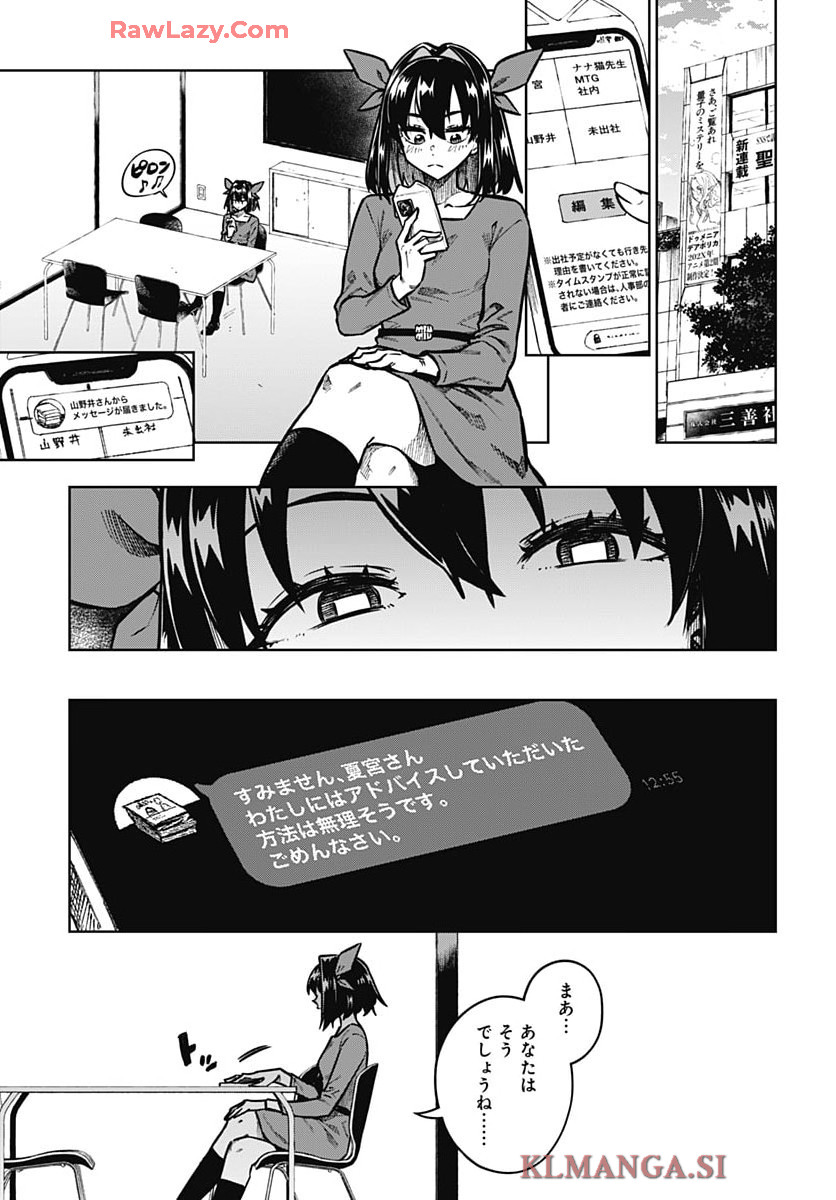 RawLazy.Com
さあ、ご覧あれ
量子のミステリーを
新連載
聖
ドゥメニア
デアボリカ
202X年
アニメ第2期
制作決定!
株式会社 三善社
ナナ猫先生
MTG
社内
宮
山野井
未出社
編集
※出社予定がなくても行き先
理由を書いてください。
※タイムスタンプが正常に
されない場合は、人事部の
者にご連絡ください。
ピロン
山野井さんから
メッセージが届きました。
山野井
未出社
すみません、夏宮さん
わたしにはアドバイスしていただいた
方法は無理そうです。
ごめんなさい。
12:55
まあ…
あなたは
そう
でしょうね……
トッ
KLMANGA.SI